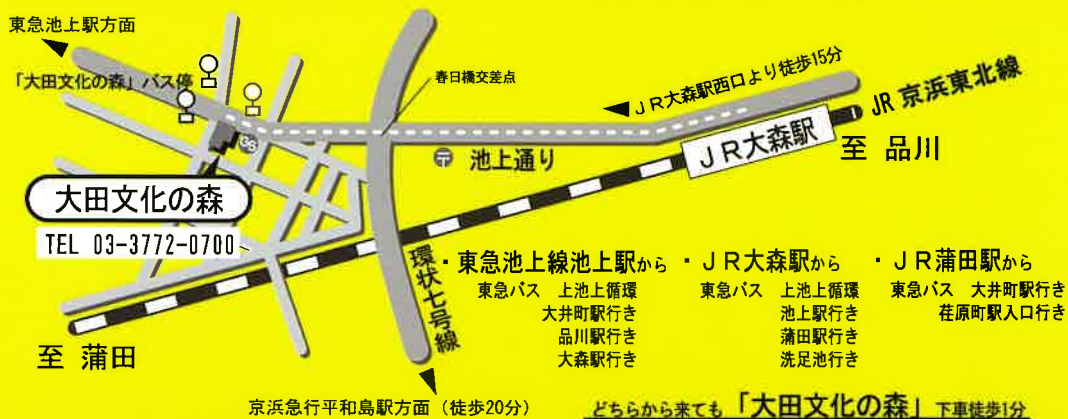 東急池上駅方面
「大田文化の森」バス停
春日橋交差点
JR大森駅西口より徒歩15分
JR 京浜東北線
JR大森駅
至 品川
GS
〒 池上通り
大田文化の森
TEL 03-3772-0700
環状七号線
至 蒲田
京浜急行平和島駅方面（徒歩20分）
・東急池上線池上駅から
東急バス 上池上循環
大井町駅行き
品川駅行き
大森駅行き
・JR大森駅から
東急バス 上池上循環
池上駅行き
蒲田駅行き
洗足池行き
・JR蒲田駅から
東急バス 大井町駅行き
荏原町駅入口行き
どちらから来ても「大田文化の森」下車徒歩1分